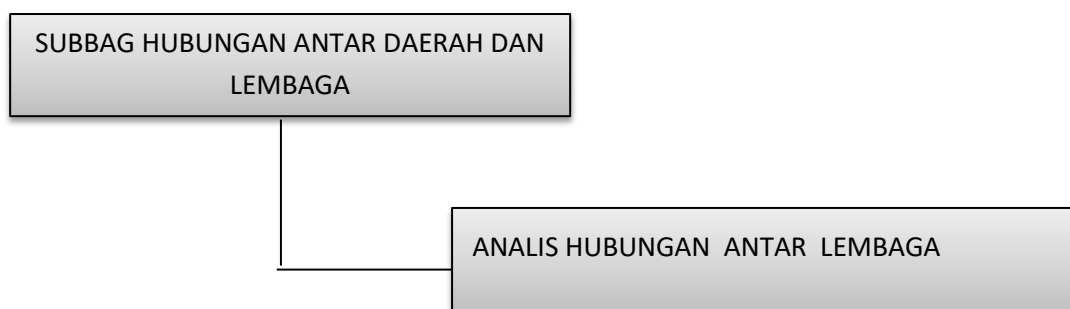 SUBBAG HUBUNGAN ANTAR DAERAH DAN
LEMBAGA
ANALIS HUBUNGAN ANTAR LEMBAGA